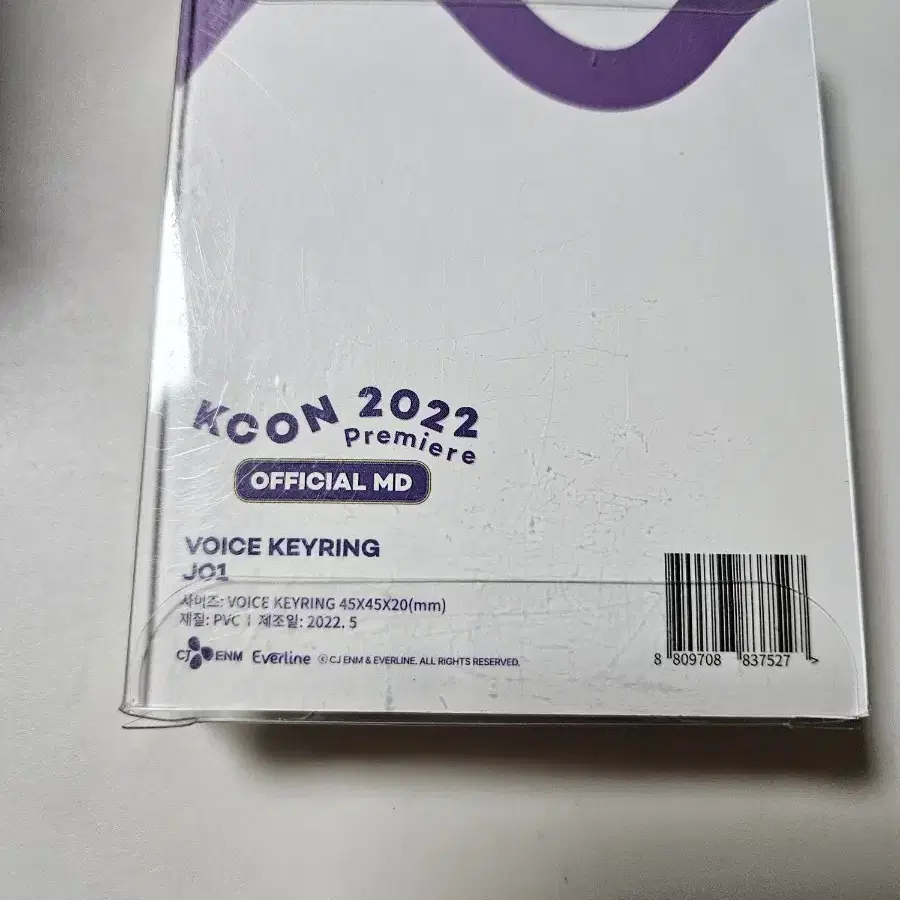 KCON 2022
Premiere
OFFICIAL MD
VOICE KEYRING
JO1
사이즈: VOICE KEYRING 45X45X20(mm)
재질: PVC | 제조일: 2022. 5
CJ ENM Everline ⓒCJ ENM & EVERLINE. ALL RIGHTS RESERVED.
8 809708 837527 >